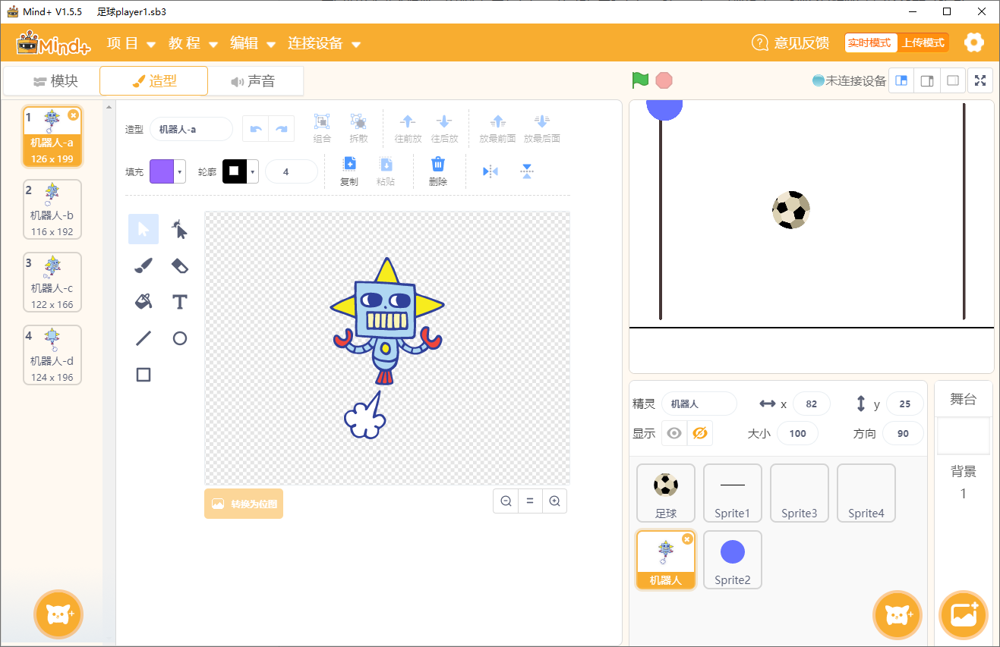 Mind+ V1.5.5 足球player1.sb3
Mind+ 项目 教程 编辑 连接设备 意见反馈 实时模式 上传模式
模块 造型 声音 未连接设备
1
机器人-a
126 x 199
2
机器人-b
116 x 192
3
机器人-c
122 x 166
4
机器人-d
124 x 196
造型 机器人-a 组合 拆散 往前放 往后放 放最前面 放最后面
填充 轮廓 4 复制 粘贴 删除
T
转换为位图
精灵 机器人 x 82 y 25
显示 大小 100 方向 90
足球 Sprite1 Sprite3 Sprite4
机器人 Sprite2
舞台
背景
1